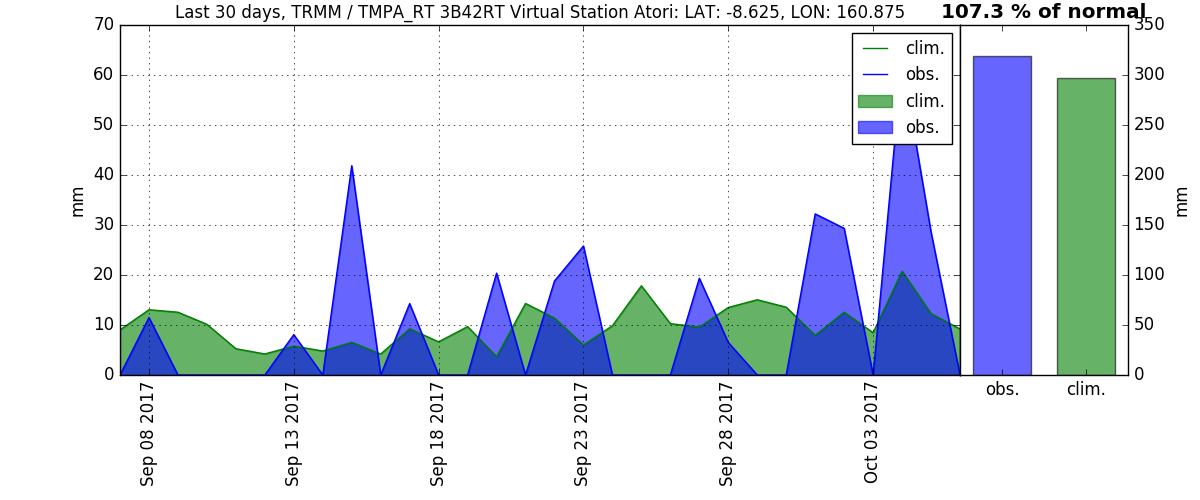 Last 30 days, TRMM / TMPA_RT 3B42RT Virtual Station Atori: LAT: -8.625, LON: 160.875
107.3 % of normal
70
60
50
40
30
20
10
0
mm
clim.
obs.
clim.
obs.
350
300
250
200
150
100
50
0
mm
obs.
clim.
Sep 08 2017
Sep 13 2017
Sep 18 2017
Sep 23 2017
Sep 28 2017
Oct 03 2017